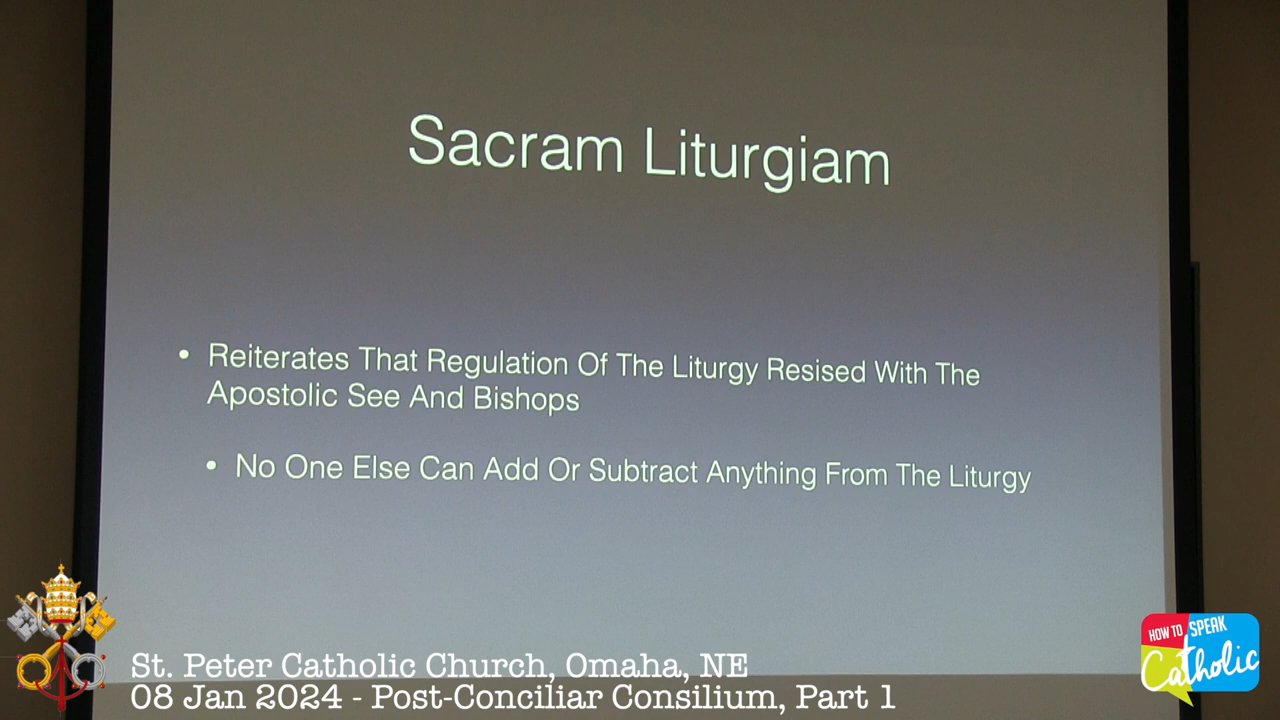 Sacram Liturgiam
• Reiterates That Regulation Of The Liturgy Resised With The
Apostolic See And Bishops
• No One Else Can Add Or Subtract Anything From The Liturgy
St. Peter Catholic Church, Omaha, NE
08 Jan 2024 - Post-Conciliar Consilium, Part 1
HOW TO SPEAK
Catholic